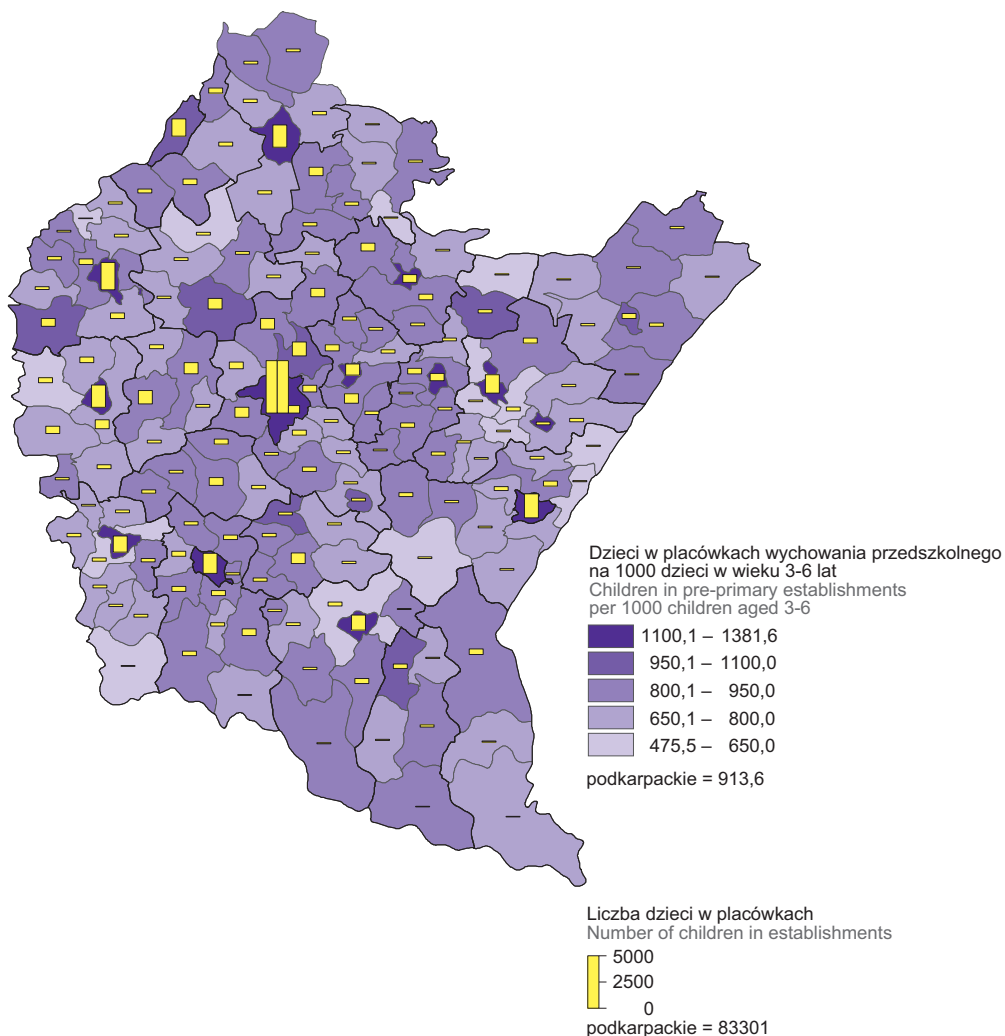 Dzieci w placówkach wychowania przedszkolnego
na 1000 dzieci w wieku 3-6 lat
Children in pre-primary establishments
per 1000 children aged 3-6
1100,1 – 1381,6
950,1 – 1100,0
800,1 – 950,0
650,1 – 800,0
475,5 – 650,0
podkarpackie = 913,6
Liczba dzieci w placówkach
Number of children in establishments
5000
2500
0
podkarpackie = 83301